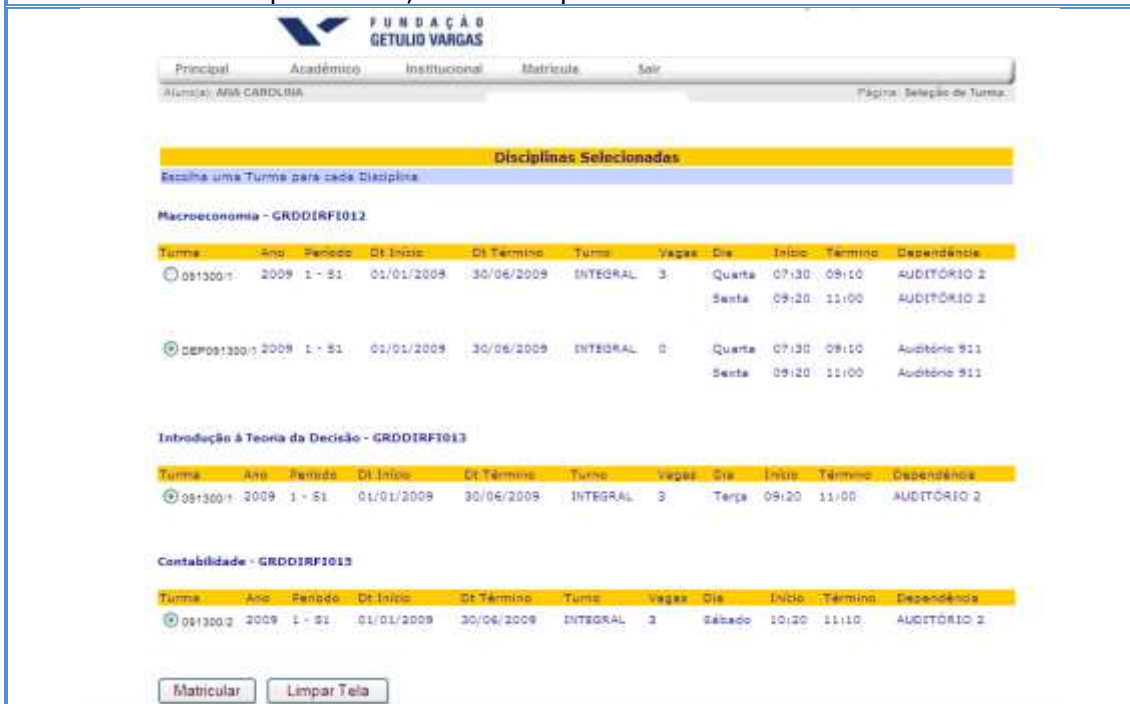 FUNDAÇÃO
GETULIO VARGAS
Principal Acadêmico Institucional Matrícula Sair
Aluno(a): ANA CAROLINA Página: Seleção de Turma
Disciplinas Selecionadas
Escolha uma Turma para cada Disciplina
Macroeconomia - GRDDIRFI012
Turma Ano Período Dt Início Dt Término Turno Vagas Dia Início Término Dependência
091300/1 2009 1 - S1 01/01/2009 30/06/2009 INTEGRAL 3 Quarta 07:30 09:10 AUDITÓRIO 2
Sexta 09:20 11:00 AUDITÓRIO 2
DEP091300/1 2009 1 - S1 01/01/2009 30/06/2009 INTEGRAL 0 Quarta 07:30 09:10 Auditório 911
Sexta 09:20 11:00 Auditório 911
Introdução à Teoria da Decisão - GRDDIRFI013
Turma Ano Período Dt Início Dt Término Turno Vagas Dia Início Término Dependência
091300/1 2009 1 - S1 01/01/2009 30/06/2009 INTEGRAL 3 Terça 09:20 11:00 AUDITÓRIO 2
Contabilidade - GRDDIRFI015
Turma Ano Período Dt Início Dt Término Turno Vagas Dia Início Término Dependência
091300/2 2009 1 - S1 01/01/2009 30/06/2009 INTEGRAL 3 Sábado 10:20 11:10 AUDITÓRIO 2
Matricular Limpar Tela